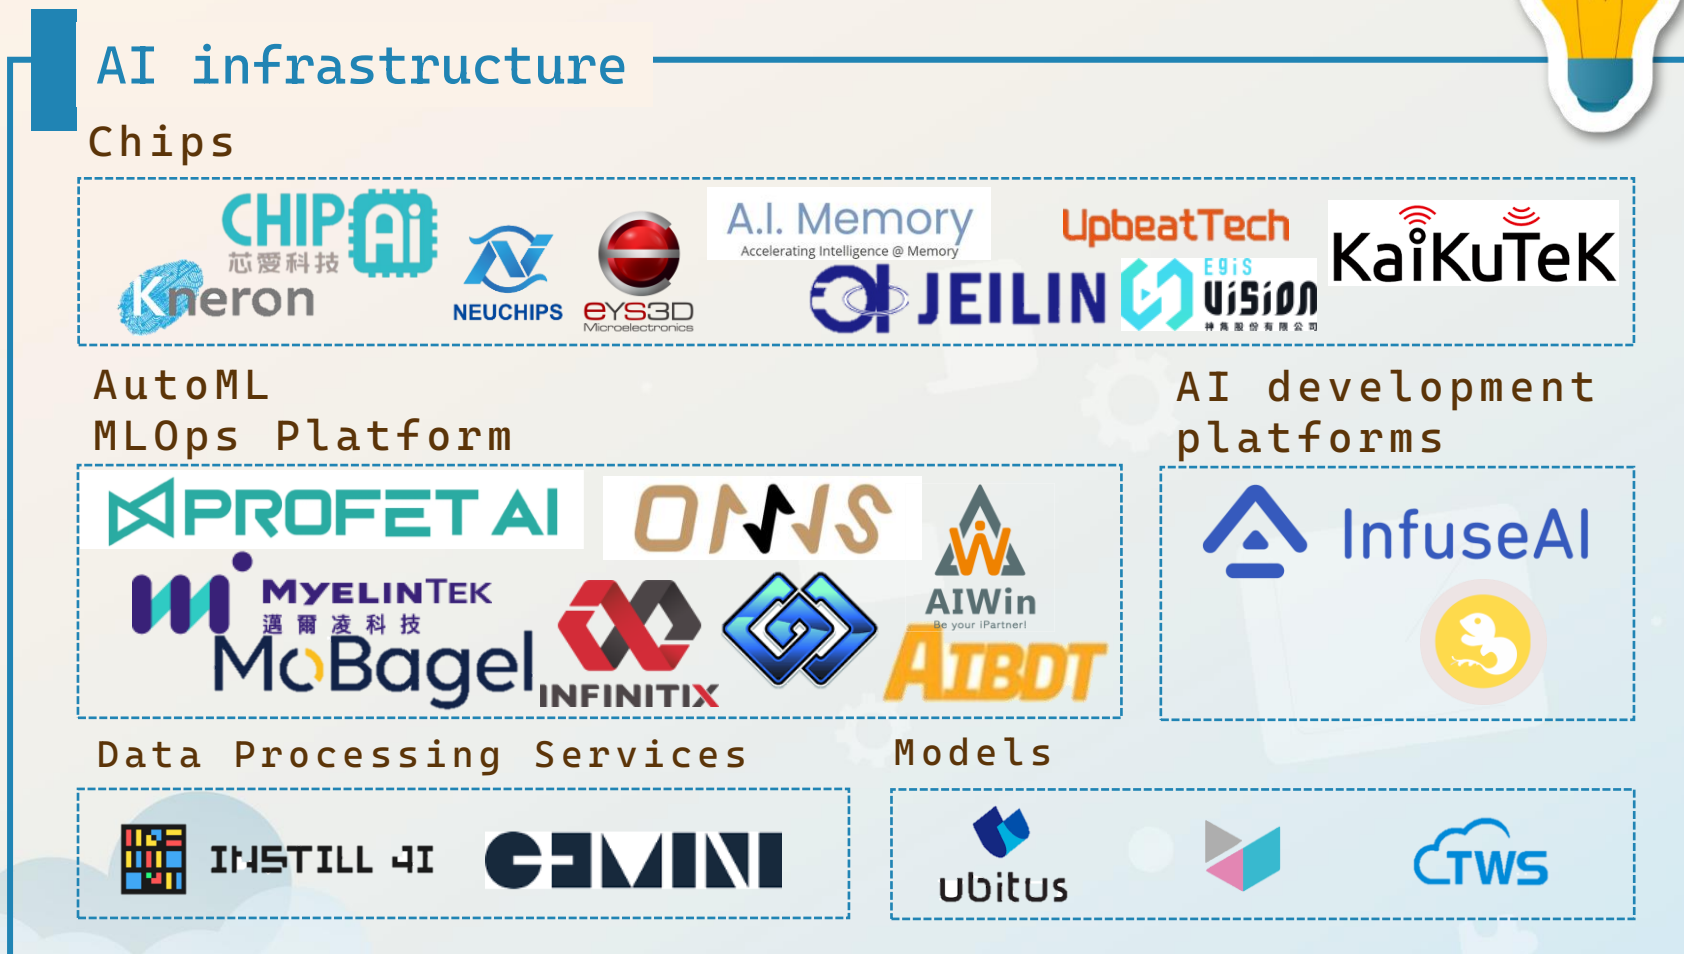 AI infrastructure
Chips
CHIP Ai
芯愛科技
Kneron
NEUCHIPS
eYS3D
Microelectronics
A.I. Memory
Accelerating Intelligence @ Memory
JEILIN
UpbeatTech
EGiS
ViSiON
神雋股份有限公司
KaiKuTeK
AutoML
MLOps Platform
PROFET AI
ONNS
MYELINTEK
邁爾凌科技
MoBagel
INFINITIX
AIWin
Be your iPartner!
AIBDT
AI development
platforms
InfuseAI
Data Processing Services
INSTILL AI
GEMINI
Models
ubitus
TWS